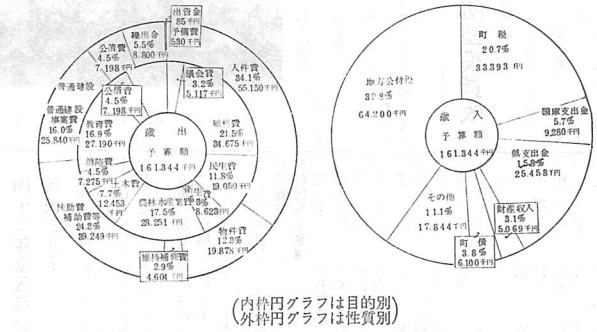 出資金
85千円
予備費
530千円
繰出金
5.5%
8.800千円
公債費
4.5%
7.198千円
人件費
34.1%
55.150千円
議会費
3.2%
5.117千円
公債費
4.5%
7.198千円
普通建設
普通建設
事業費
16.0%
25.840千円
教育費
16.9%
27.190千円
歳出
予算額
161.344千円
21.5%
34.675千円
消防費
4.5%
7.275千円
民生費
11.8%
19.050千円
土木費
7.7%
12.453
千円
衛生費
8.623千円
農林水産業費
17.5%
28.251千円
扶助費
補助費等
24.3%
39.249千円
物件費
12.3%
19.878千円
維持補修費
2.9%
4.604千円
町税
20.7%
33.393千円
地方交付税
64.200千円
歳入
予算額
161.344千円
国庫支出金
5.7%
9,280千円
県支出金
15.8%
25.458千円
その他
11.1%
17.844千円
財産収入
3.1%
5.069千円
町債
3.8%
6.100千円
(内枠円グラフは目的別
外枠円グラフは性質別)